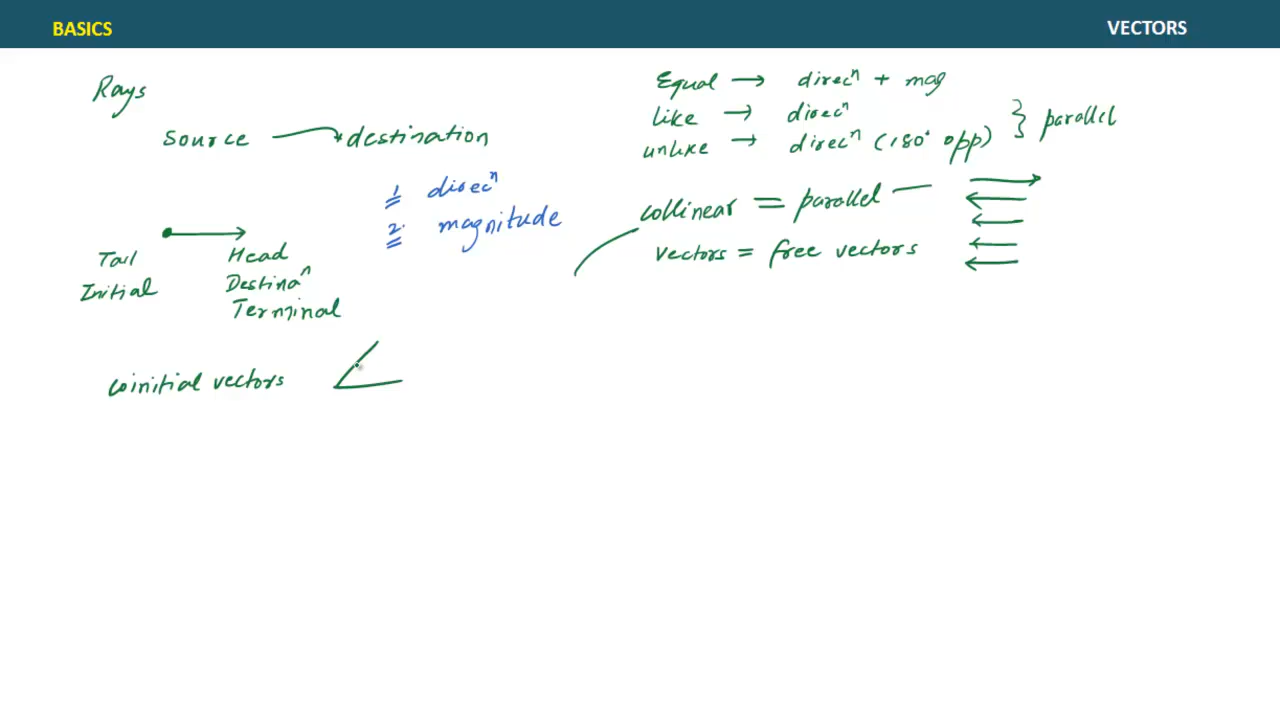 BASICS
VECTORS
Rays
source → destination
1. direcⁿ
2. magnitude
Tail
Initial
Head
Destinaⁿ
Terminal
coinitial vectors
Equal → direcⁿ + mag
like → direcⁿ
unlike → direcⁿ (180° opp) } parallel
collinear = parallel
vectors = free vectors